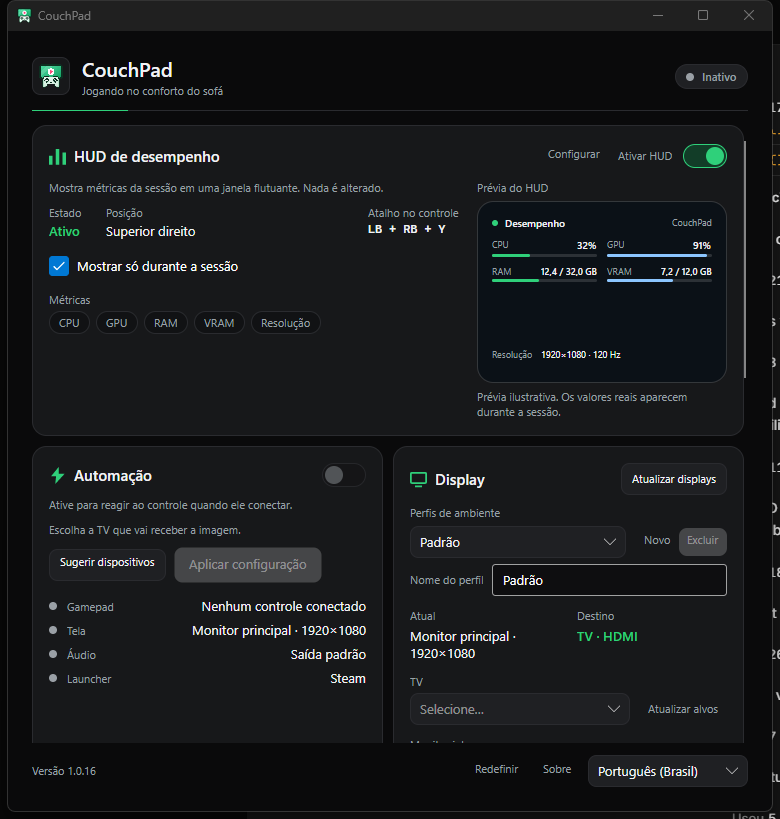 CouchPad
CouchPad
Jogando no conforto do sofá
Inativo
HUD de desempenho
Configurar
Ativar HUD
Mostra métricas da sessão em uma janela flutuante. Nada é alterado.
Estado
Posição
Atalho no controle
Ativo
Superior direito
LB + RB + Y
Mostrar só durante a sessão
Métricas
CPU
GPU
RAM
VRAM
Resolução
Prévia do HUD
Desempenho
CouchPad
CPU 32%
GPU 91%
RAM 12,4 / 32,0 GB
VRAM 7,2 / 12,0 GB
Resolução 1920×1080 · 120 Hz
Prévia ilustrativa. Os valores reais aparecem
durante a sessão.
Automação
Ative para reagir ao controle quando ele conectar.
Escolha a TV que vai receber a imagem.
Sugerir dispositivos
Aplicar configuração
Gamepad Nenhum controle conectado
Tela Monitor principal · 1920×1080
Áudio Saída padrão
Launcher Steam
Display
Atualizar displays
Perfis de ambiente
Padrão
Novo
Excluir
Nome do perfil
Padrão
Atual
Destino
Monitor principal ·
1920×1080
TV · HDMI
TV
Selecione...
Atualizar alvos
Versão 1.0.16
Redefinir
Sobre
Português (Brasil)